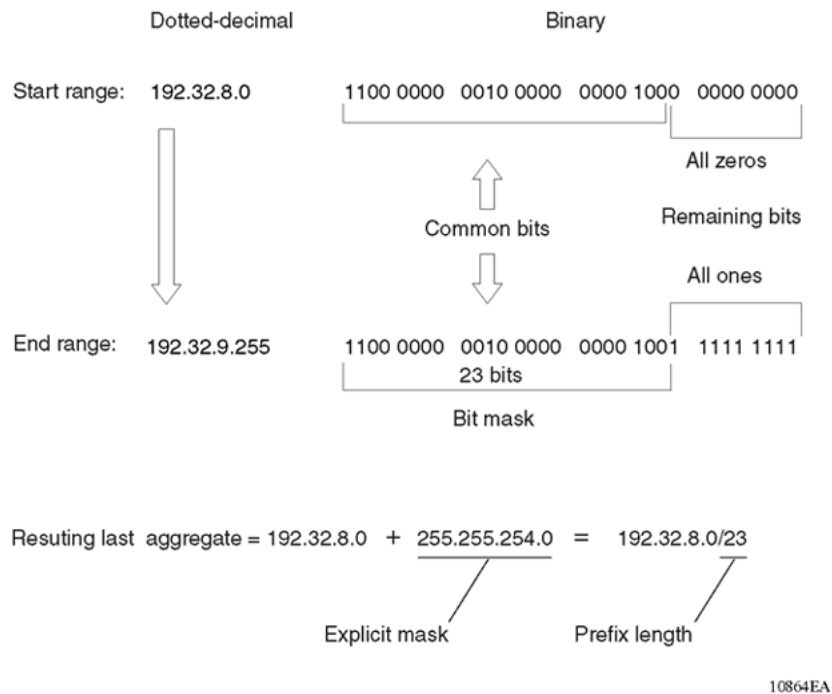 Dotted-decimal Binary
Start range: 192.32.8.0 1100 0000 0010 0000 0000 1000 0000 0000
All zeros
Common bits
Remaining bits
All ones
End range: 192.32.9.255 1100 0000 0010 0000 0000 1001 1111 1111
23 bits
Bit mask
Resuting last aggregate = 192.32.8.0 + 255.255.254.0 = 192.32.8.0/23
Explicit mask Prefix length
10864EA